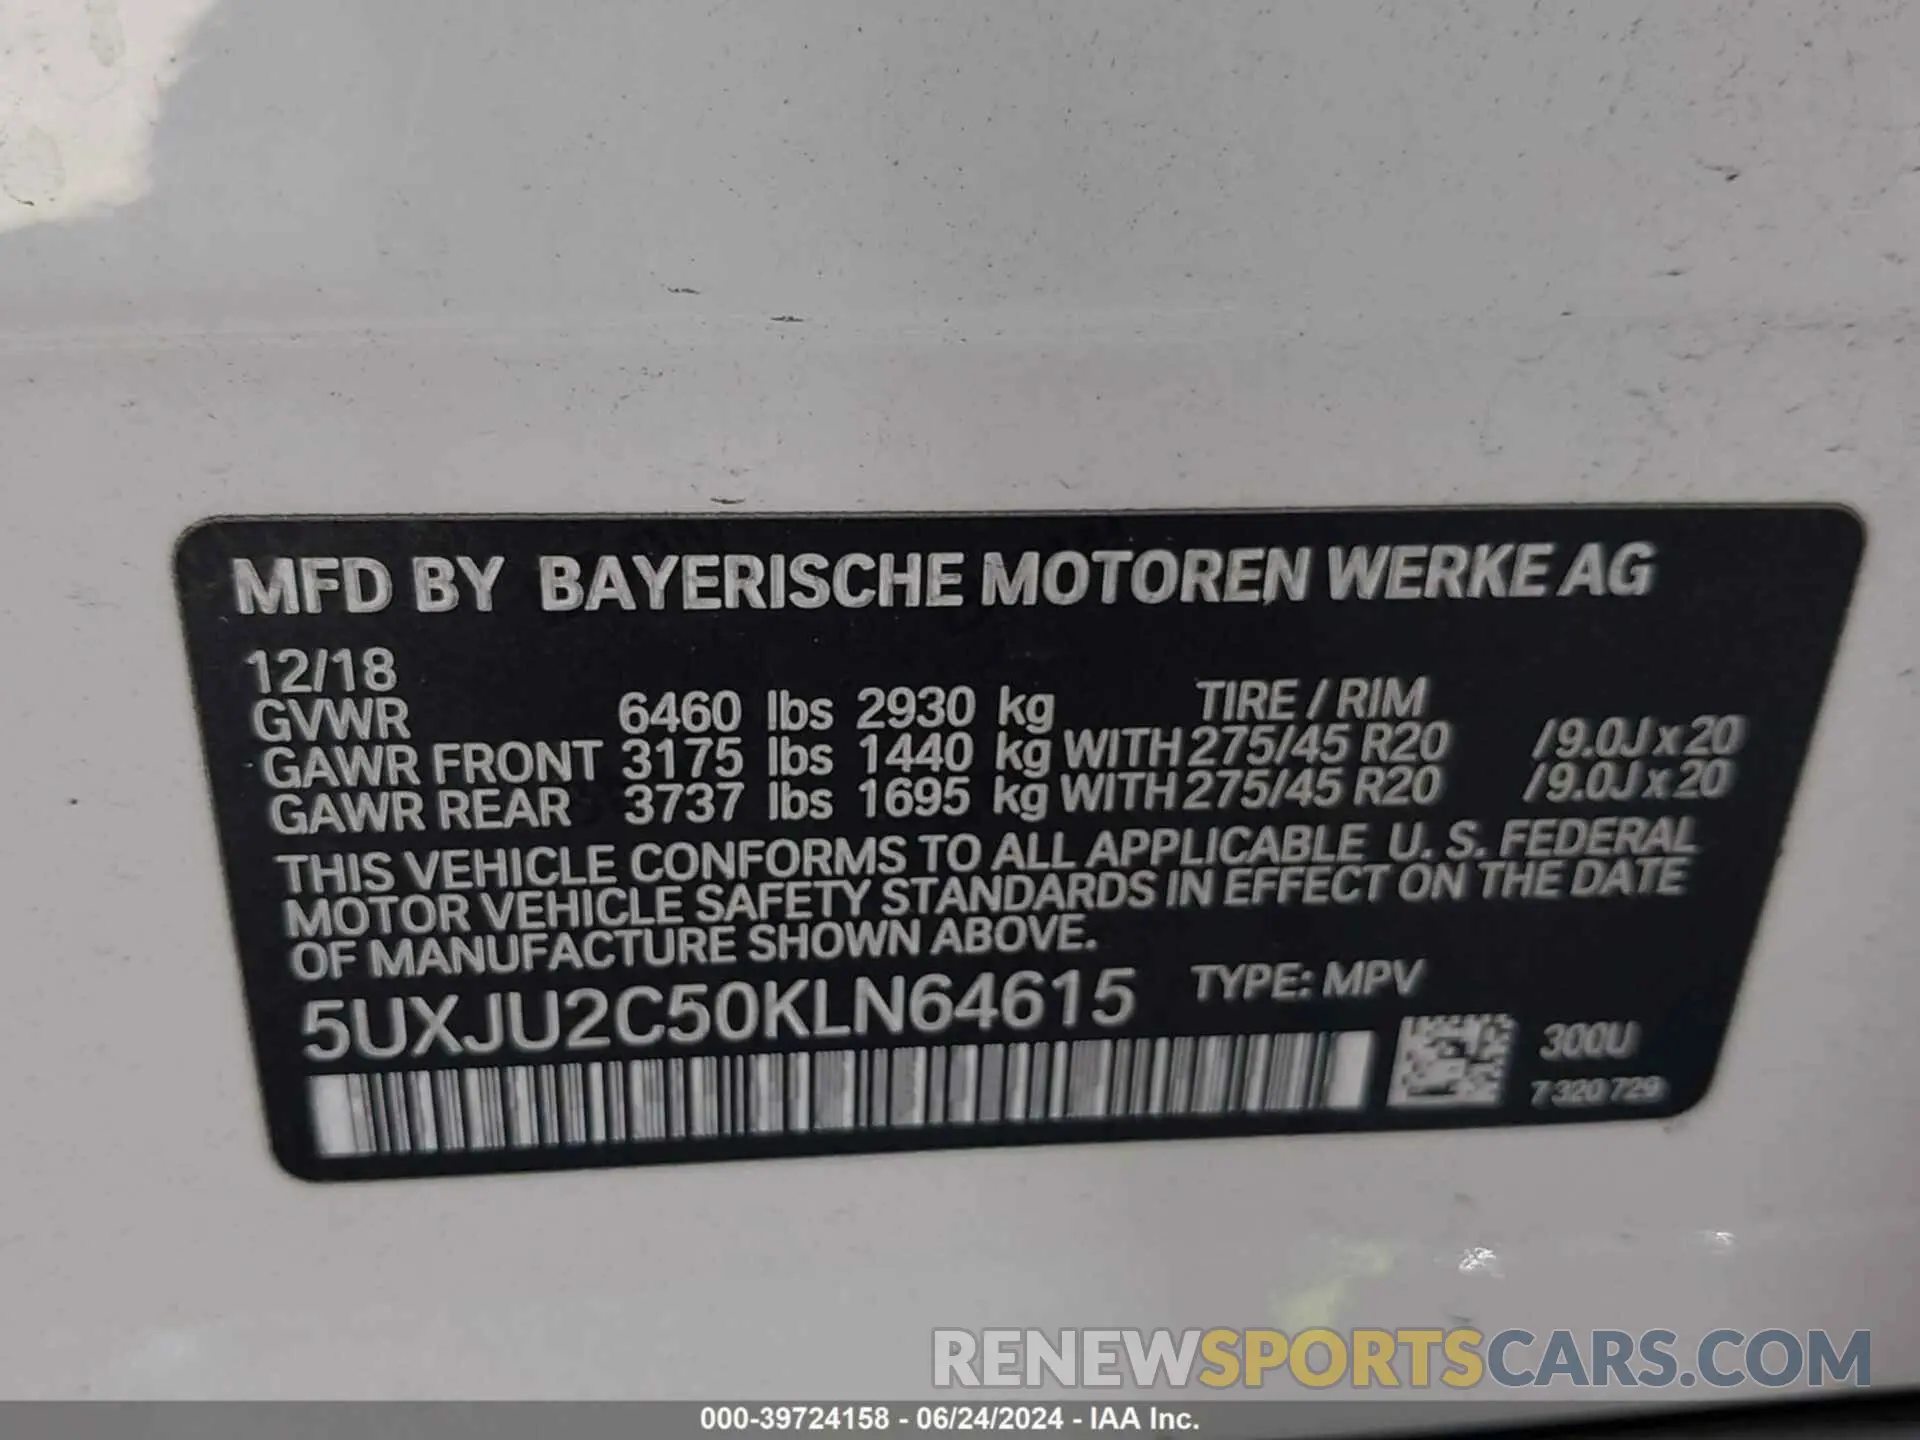 MFD BY BAYERISCHE MOTOREN WERKE AG
12/18
GVWR 6460 lbs 2930 kg TIRE / RIM
GAWR FRONT 3175 lbs 1440 kg WITH 275/45 R20 /9.0J x 20
GAWR REAR 3737 lbs 1695 kg WITH 275/45 R20 /9.0J x 20
THIS VEHICLE CONFORMS TO ALL APPLICABLE U. S. FEDERAL
MOTOR VEHICLE SAFETY STANDARDS IN EFFECT ON THE DATE
OF MANUFACTURE SHOWN ABOVE.
5UXJU2C50KLN64615 TYPE: MPV
300U
7 320 729
RENEWSPORTSCARS.COM
000-39724158 - 06/24/2024 - IAA Inc.